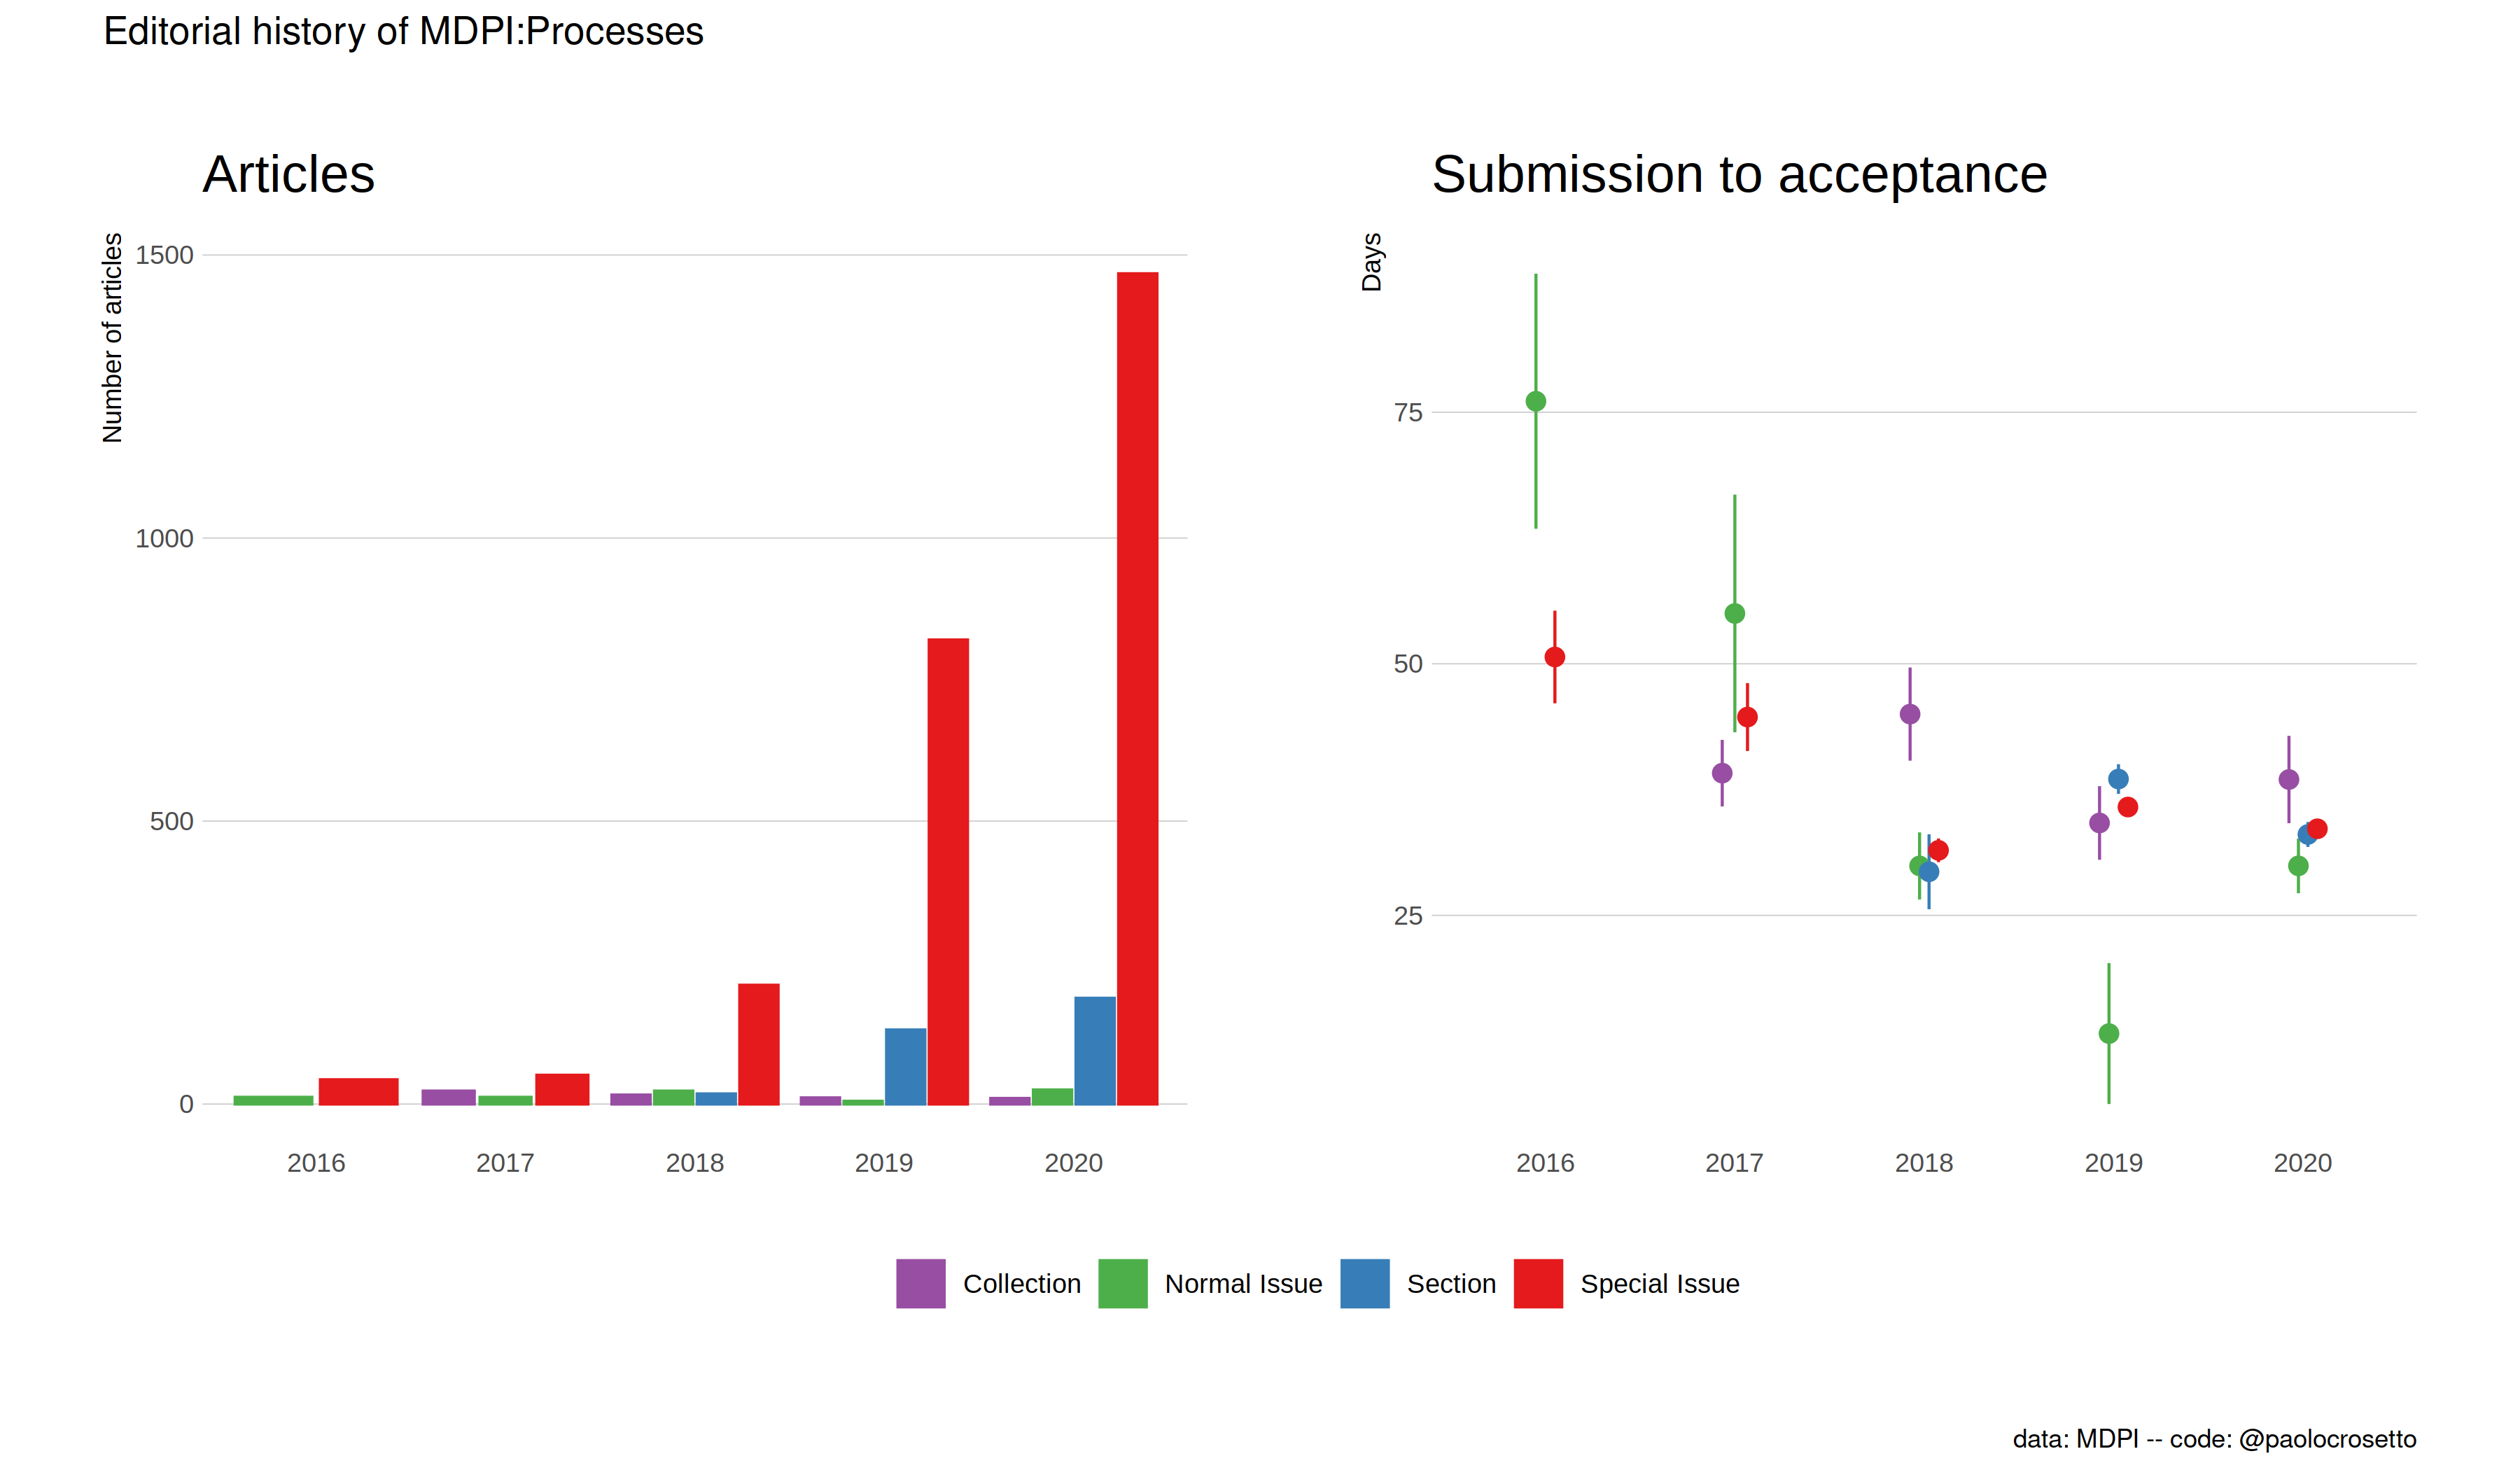 Editorial history of MDPI:Processes
Articles
Number of articles
1500
1000
500
0
2016 2017 2018 2019 2020
Submission to acceptance
Days
75
50
25
2016 2017 2018 2019 2020
Collection Normal Issue Section Special Issue
data: MDPI -- code: @paolocrosetto